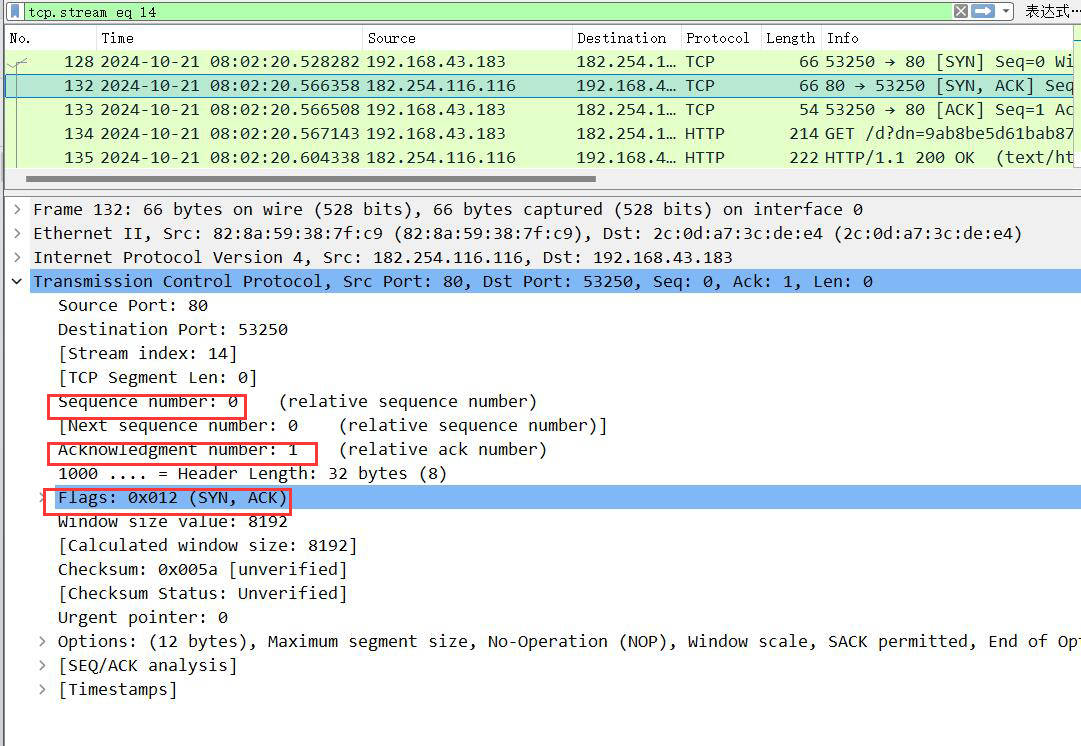 tcp.stream eq 14 表达式…
No. Time Source Destination Protocol Length Info
128 2024-10-21 08:02:20.528282 192.168.43.183 182.254.1… TCP 66 53250 → 80 [SYN] Seq=0 Wi
132 2024-10-21 08:02:20.566358 182.254.116.116 192.168.4… TCP 66 80 → 53250 [SYN, ACK] Seq
133 2024-10-21 08:02:20.566508 192.168.43.183 182.254.1… TCP 54 53250 → 80 [ACK] Seq=1 Ac
134 2024-10-21 08:02:20.567143 192.168.43.183 182.254.1… HTTP 214 GET /d?dn=9ab8be5d61bab87
135 2024-10-21 08:02:20.604338 182.254.116.116 192.168.4… HTTP 222 HTTP/1.1 200 OK (text/ht
Frame 132: 66 bytes on wire (528 bits), 66 bytes captured (528 bits) on interface 0
Ethernet II, Src: 82:8a:59:38:7f:c9 (82:8a:59:38:7f:c9), Dst: 2c:0d:a7:3c:de:e4 (2c:0d:a7:3c:de:e4)
Internet Protocol Version 4, Src: 182.254.116.116, Dst: 192.168.43.183
Transmission Control Protocol, Src Port: 80, Dst Port: 53250, Seq: 0, Ack: 1, Len: 0
Source Port: 80
Destination Port: 53250
[Stream index: 14]
[TCP Segment Len: 0]
Sequence number: 0 (relative sequence number)
[Next sequence number: 0 (relative sequence number)]
Acknowledgment number: 1 (relative ack number)
1000 .... = Header Length: 32 bytes (8)
Flags: 0x012 (SYN, ACK)
Window size value: 8192
[Calculated window size: 8192]
Checksum: 0x005a [unverified]
[Checksum Status: Unverified]
Urgent pointer: 0
Options: (12 bytes), Maximum segment size, No-Operation (NOP), Window scale, SACK permitted, End of Op
[SEQ/ACK analysis]
[Timestamps]